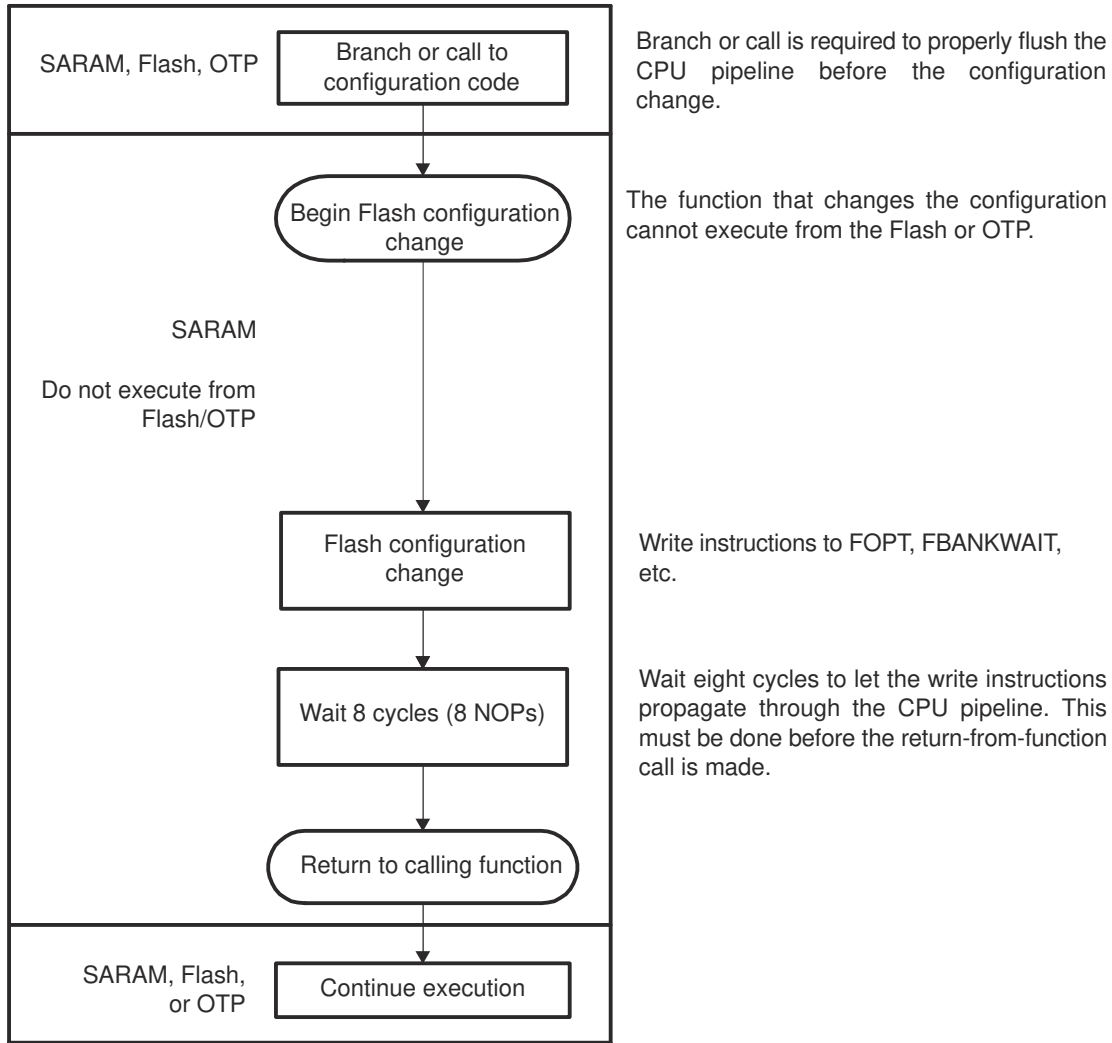 SARAM, Flash, OTP
Branch or call to
configuration code
Branch or call is required to properly flush the
CPU pipeline before the configuration
change.
Begin Flash configuration
change
The function that changes the configuration
cannot execute from the Flash or OTP.
SARAM
Do not execute from
Flash/OTP
Flash configuration
change
Write instructions to FOPT, FBANKWAIT,
etc.
Wait 8 cycles (8 NOPs)
Wait eight cycles to let the write instructions
propagate through the CPU pipeline. This
must be done before the return-from-function
call is made.
Return to calling function
SARAM, Flash,
or OTP
Continue execution